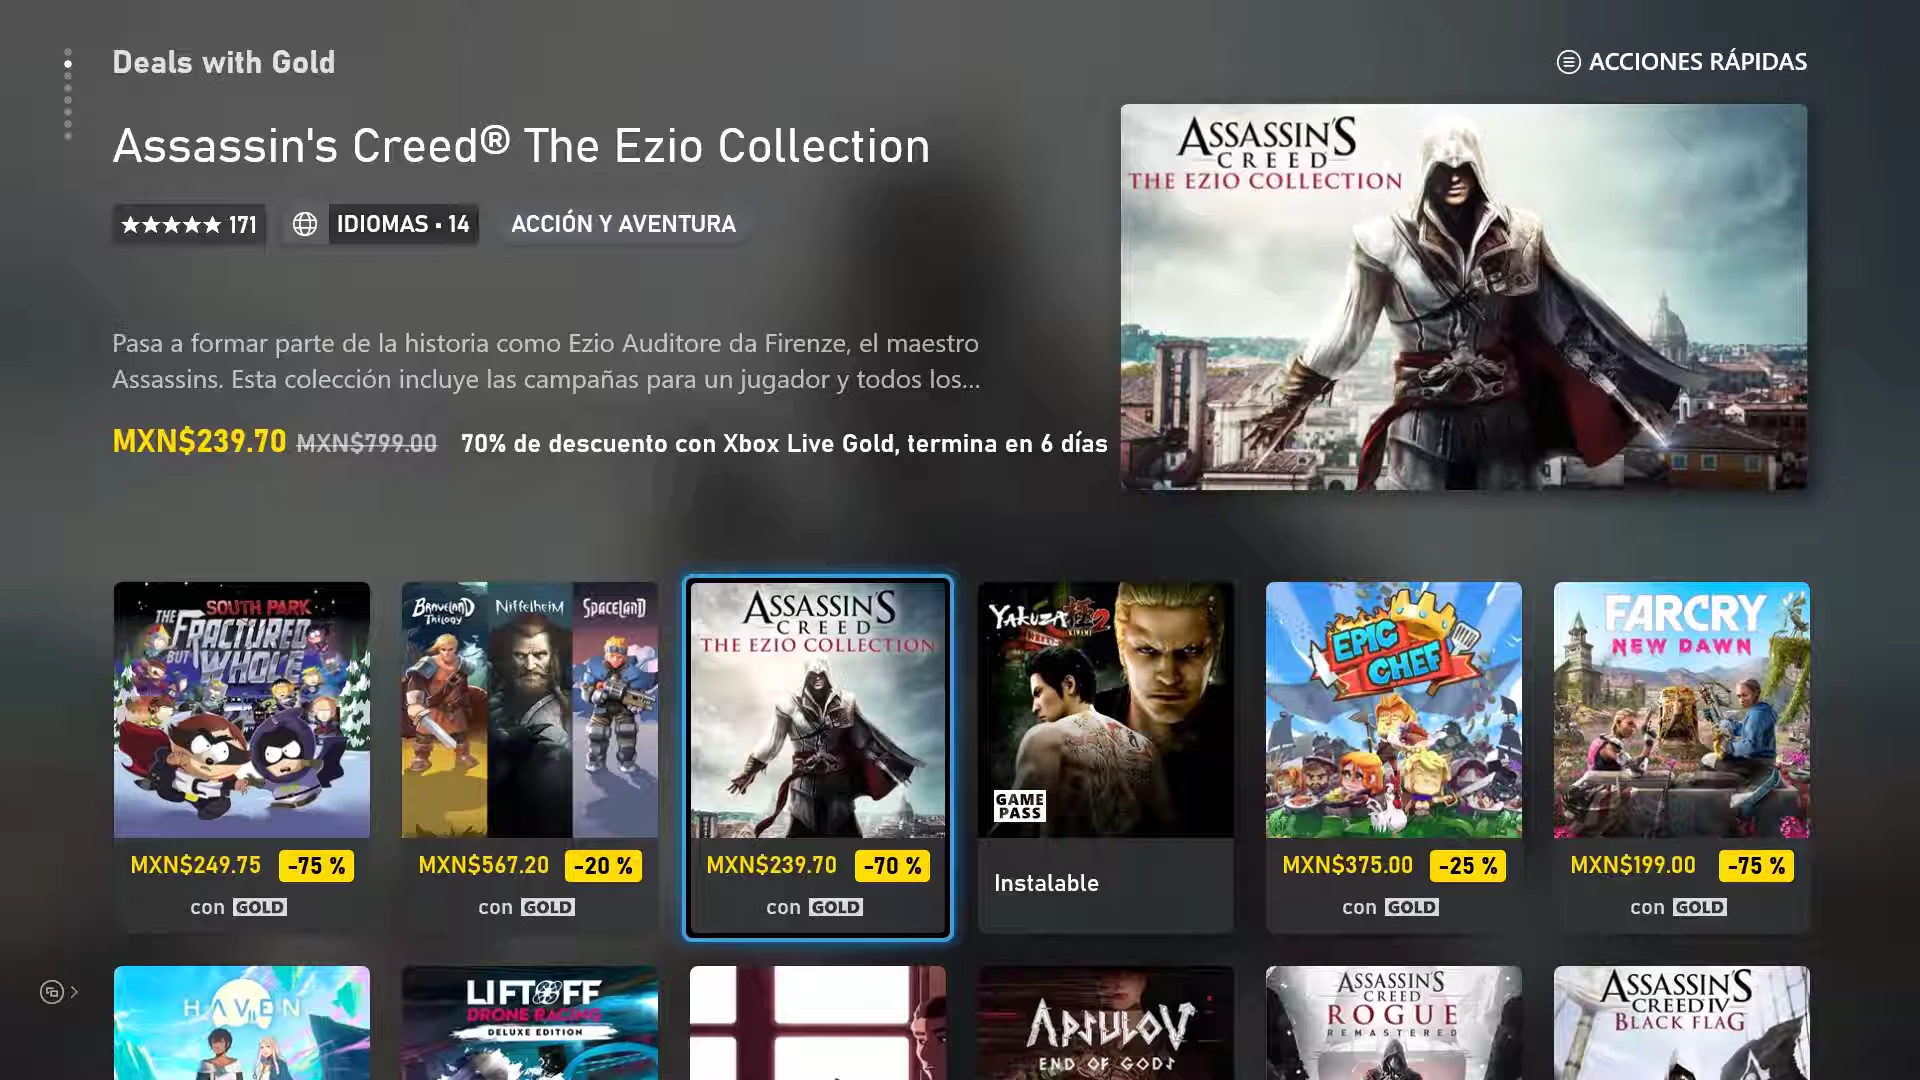 Deals with Gold
ACCIONES RÁPIDAS
Assassin's Creed® The Ezio Collection
171
IDIOMAS ▪ 14
ACCIÓN Y AVENTURA
Pasa a formar parte de la historia como Ezio Auditore da Firenze, el maestro
Assassins. Esta colección incluye las campañas para un jugador y todos los...
MXN$239.70 MXN$799.00 70% de descuento con Xbox Live Gold, termina en 6 días
ASSASSIN'S
CREED
THE EZIO COLLECTION
SOUTH PARK
THE FRACTURED
BUT WHOLE
MXN$249.75 -75 %
con GOLD
Braveland
Trilogy
Niffelheim
Spaceland
MXN$567.20 -20 %
con GOLD
ASSASSIN'S
CREED
THE EZIO COLLECTION
MXN$239.70 -70 %
con GOLD
YAKUZA 極2
KIWAMI
GAME
PASS
Instalable
EPIC
CHEF
MXN$375.00 -25 %
con GOLD
FARCRY
NEW DAWN
MXN$199.00 -75 %
con GOLD
HAVEN
LIFTOFF
DRONE RACING
DELUXE EDITION
APSULOV
END OF GODS
ASSASSIN'S
CREED
ROGUE
REMASTERED
ASSASSIN'S
CREED IV
BLACK FLAG